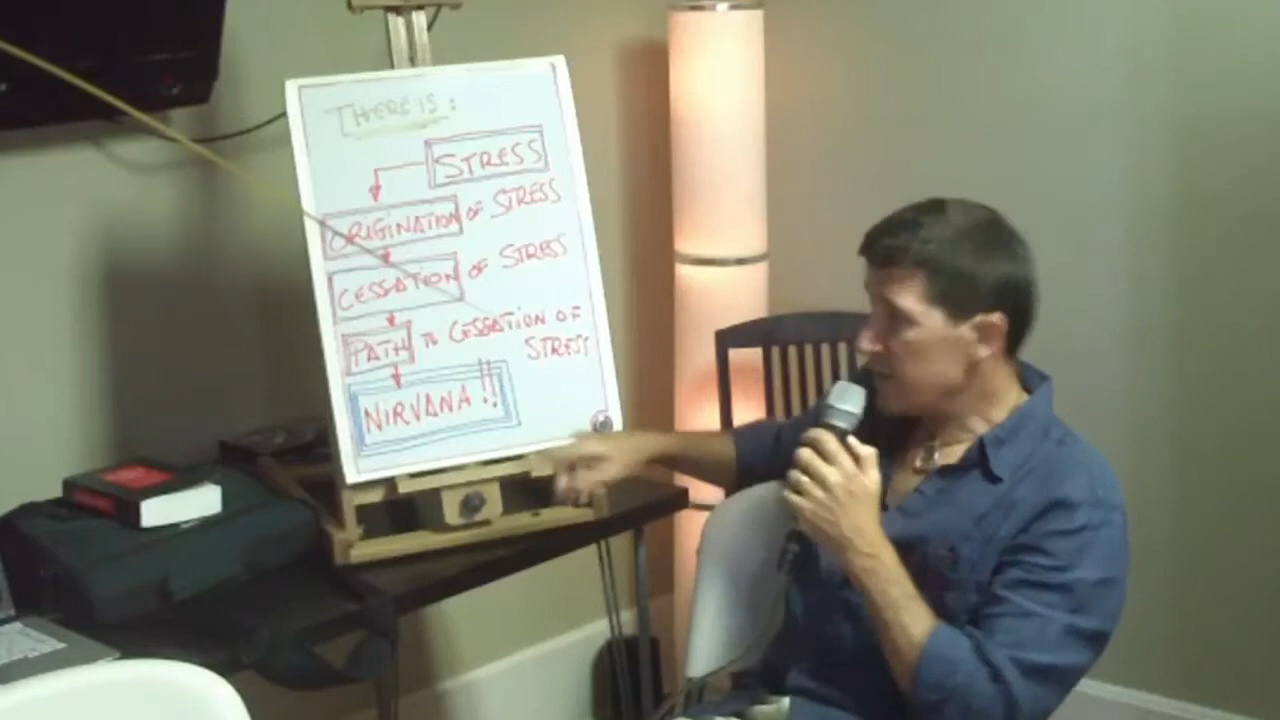 THERE IS:
STRESS
ORIGINATION OF STRESS
CESSATION OF STRESS
PATH TO CESSATION OF
STRESS
NIRVANA!!